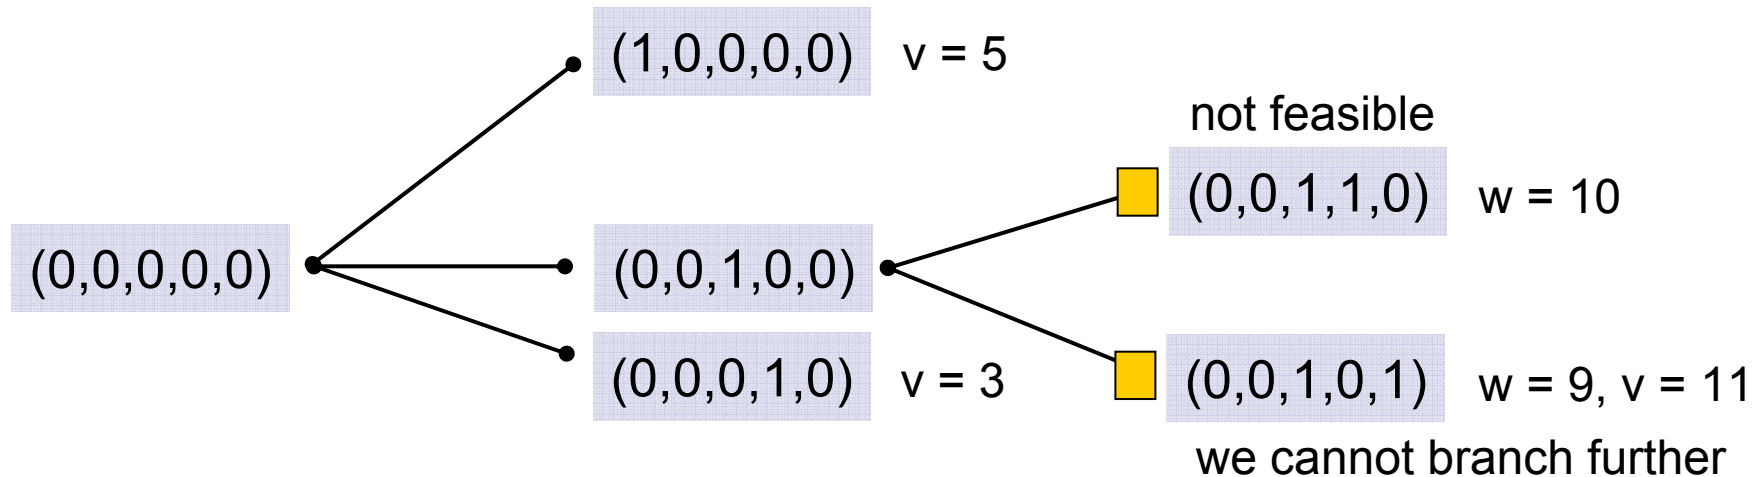 (1,0,0,0,0) v = 5
not feasible
(0,0,1,1,0) w = 10
(0,0,0,0,0)
(0,0,1,0,0)
(0,0,0,1,0) v = 3
(0,0,1,0,1) w = 9, v = 11
we cannot branch further